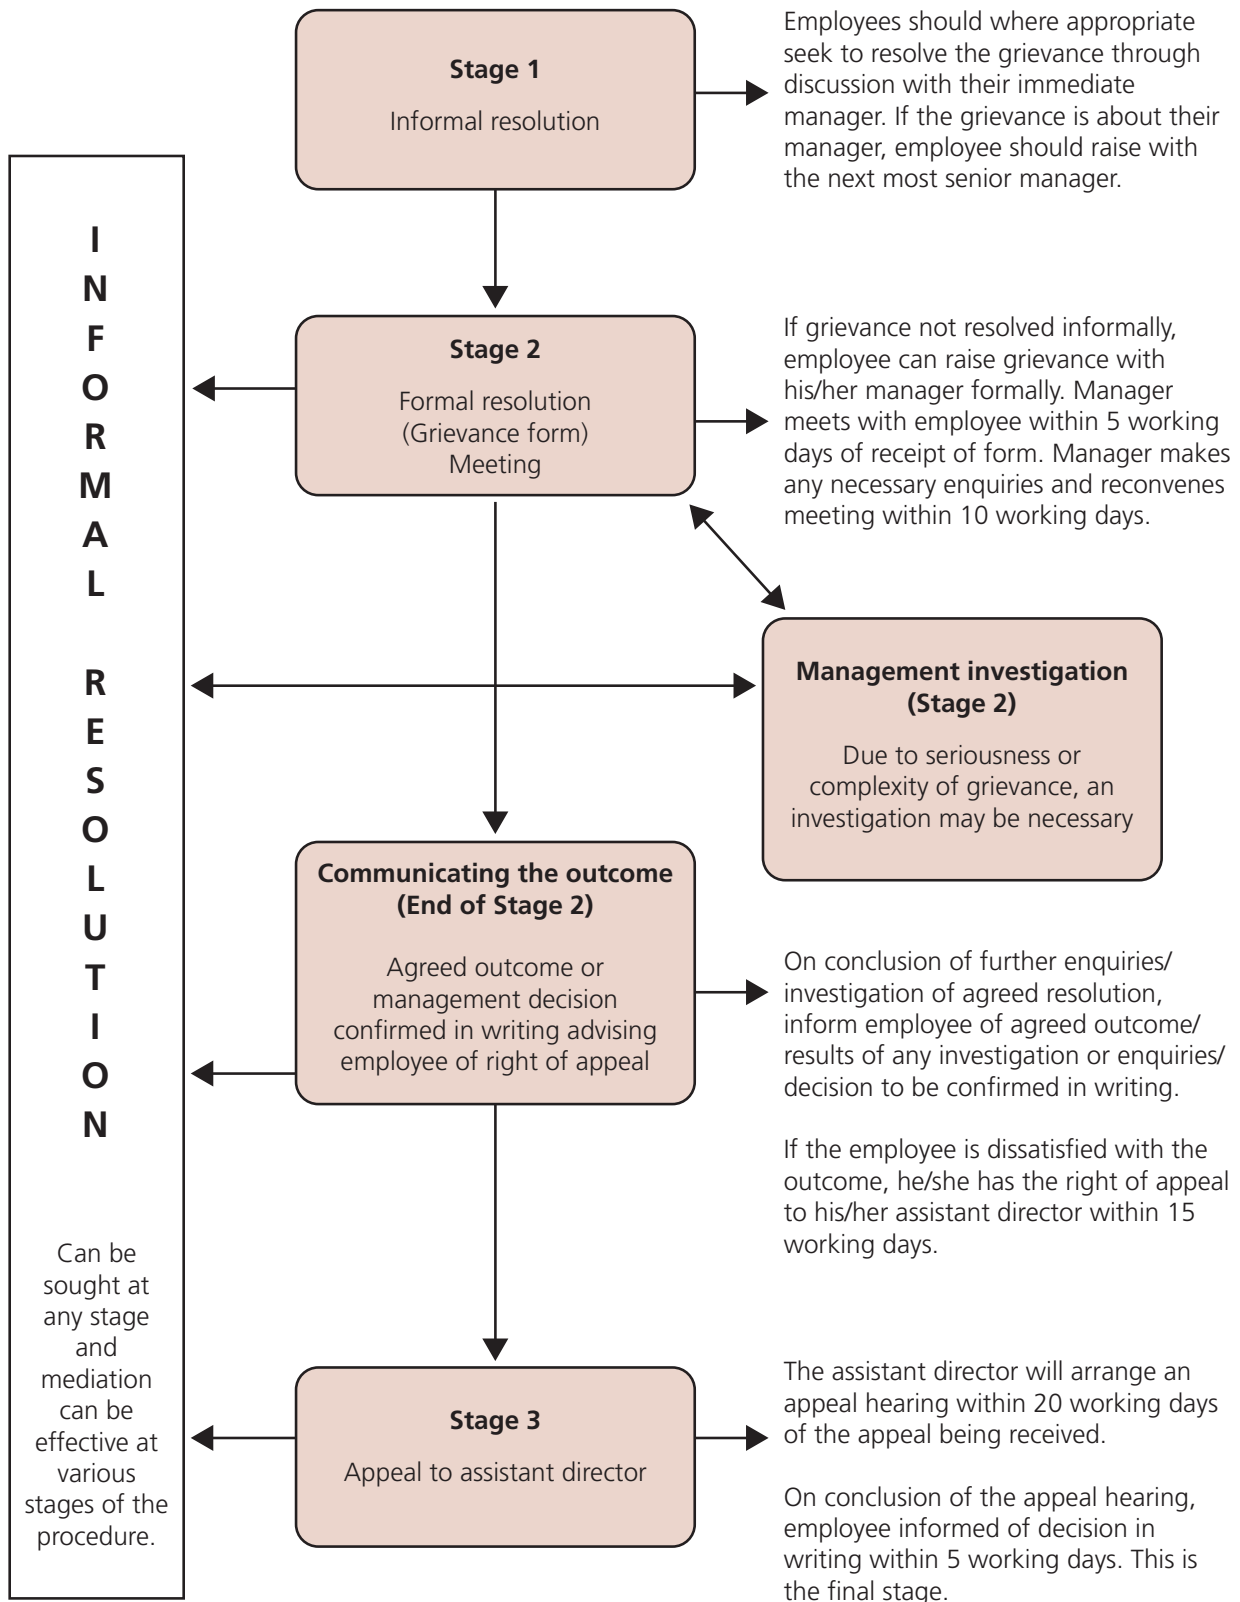 Stage 1
Informal resolution
Employees should where appropriate
seek to resolve the grievance through
discussion with their immediate
manager. If the grievance is about their
manager, employee should raise with
the next most senior manager.
INFORMAL RESOLUTION
Can be
sought at
any stage
and
mediation
can be
effective at
various
stages of the
procedure.
Stage 2
Formal resolution
(Grievance form)
Meeting
If grievance not resolved informally,
employee can raise grievance with
his/her manager formally. Manager
meets with employee within 5 working
days of receipt of form. Manager makes
any necessary enquiries and reconvenes
meeting within 10 working days.
Management investigation
(Stage 2)
Due to seriousness or
complexity of grievance, an
investigation may be necessary
Communicating the outcome
(End of Stage 2)
Agreed outcome or
management decision
confirmed in writing advising
employee of right of appeal
On conclusion of further enquiries/
investigation of agreed resolution,
inform employee of agreed outcome/
results of any investigation or enquiries/
decision to be confirmed in writing.
If the employee is dissatisfied with the
outcome, he/she has the right of appeal
to his/her assistant director within 15
working days.
Stage 3
Appeal to assistant director
The assistant director will arrange an
appeal hearing within 20 working days
of the appeal being received.
On conclusion of the appeal hearing,
employee informed of decision in
writing within 5 working days. This is
the final stage.